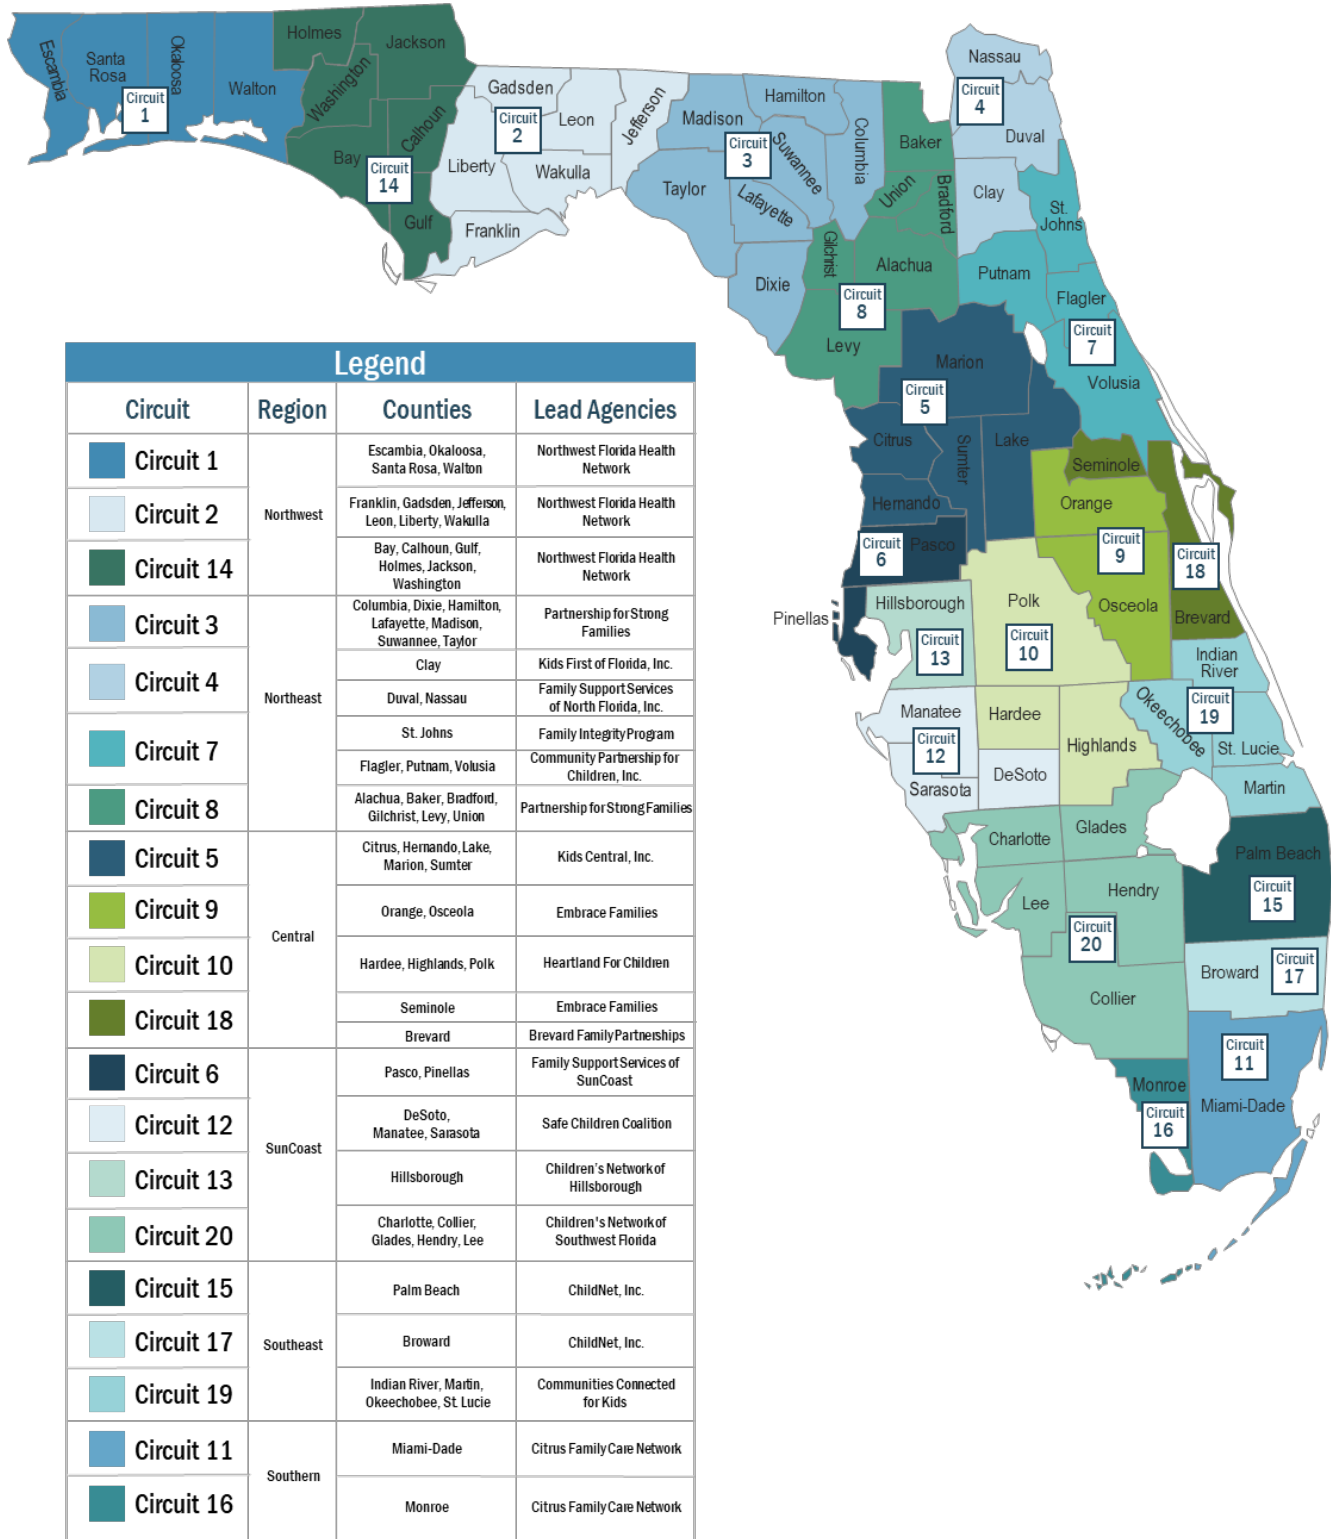 Holmes
Jackson
Escambia
Santa
Rosa
Okaloosa
Walton
Washington
Circuit
1
Calhoun
Bay
Circuit
14
Gulf
Gadsden
Circuit
2
Leon
Jefferson
Liberty
Wakulla
Franklin
Madison
Hamilton
Circuit
3
Suwannee
Columbia
Taylor
Lafayette
Dixie
Nassau
Circuit
4
Duval
Baker
Union
Bradford
Clay
St.
Johns
Gilchrist
Alachua
Putnam
Circuit
8
Flagler
Circuit
7
Levy
Volusia
Marion
Circuit
5
Citrus
Sumter
Lake
Seminole
Hernando
Orange
Circuit
6
Pasco
Circuit
9
Circuit
18
Pinellas
Hillsborough
Circuit
13
Polk
Circuit
10
Osceola
Brevard
Indian
River
Manatee
Circuit
12
Hardee
Highlands
Okeechobee
Circuit
19
St. Lucie
Sarasota
DeSoto
Martin
Charlotte
Glades
Palm Beach
Circuit
15
Lee
Hendry
Circuit
20
Broward
Circuit
17
Collier
Circuit
11
Monroe
Circuit
16
Miami-Dade
Legend
Circuit Region Counties Lead Agencies
Circuit 1
Escambia, Okaloosa,
Santa Rosa, Walton
Northwest Florida Health
Network
Circuit 2
Northwest
Franklin, Gadsden, Jefferson,
Leon, Liberty, Wakulla
Northwest Florida Health
Network
Circuit 14
Bay, Calhoun, Gulf,
Holmes, Jackson,
Washington
Northwest Florida Health
Network
Circuit 3
Columbia, Dixie, Hamilton,
Lafayette, Madison,
Suwannee, Taylor
Partnership for Strong
Families
Circuit 4
Northeast
Clay
Kids First of Florida, Inc.
Duval, Nassau
Family Support Services
of North Florida, Inc.
Circuit 7
St. Johns
Family Integrity Program
Flagler, Putnam, Volusia
Community Partnership for
Children, Inc.
Circuit 8
Alachua, Baker, Bradford,
Gilchrist, Levy, Union
Partnership for Strong Families
Circuit 5
Citrus, Hernando, Lake,
Marion, Sumter
Kids Central, Inc.
Circuit 9
Central
Orange, Osceola
Embrace Families
Circuit 10
Hardee, Highlands, Polk
Heartland For Children
Circuit 18
Seminole
Embrace Families
Brevard
Brevard Family Partnerships
Circuit 6
Pasco, Pinellas
Family Support Services of
SunCoast
Circuit 12
SunCoast
DeSoto,
Manatee, Sarasota
Safe Children Coalition
Circuit 13
Hillsborough
Children's Network of
Hillsborough
Circuit 20
Charlotte, Collier,
Glades, Hendry, Lee
Children's Network of
Southwest Florida
Circuit 15
Palm Beach
ChildNet, Inc.
Circuit 17
Southeast
Broward
ChildNet, Inc.
Circuit 19
Indian River, Martin,
Okeechobee, St. Lucie
Communities Connected
for Kids
Circuit 11
Southern
Miami-Dade
Citrus Family Care Network
Circuit 16
Monroe
Citrus Family Care Network